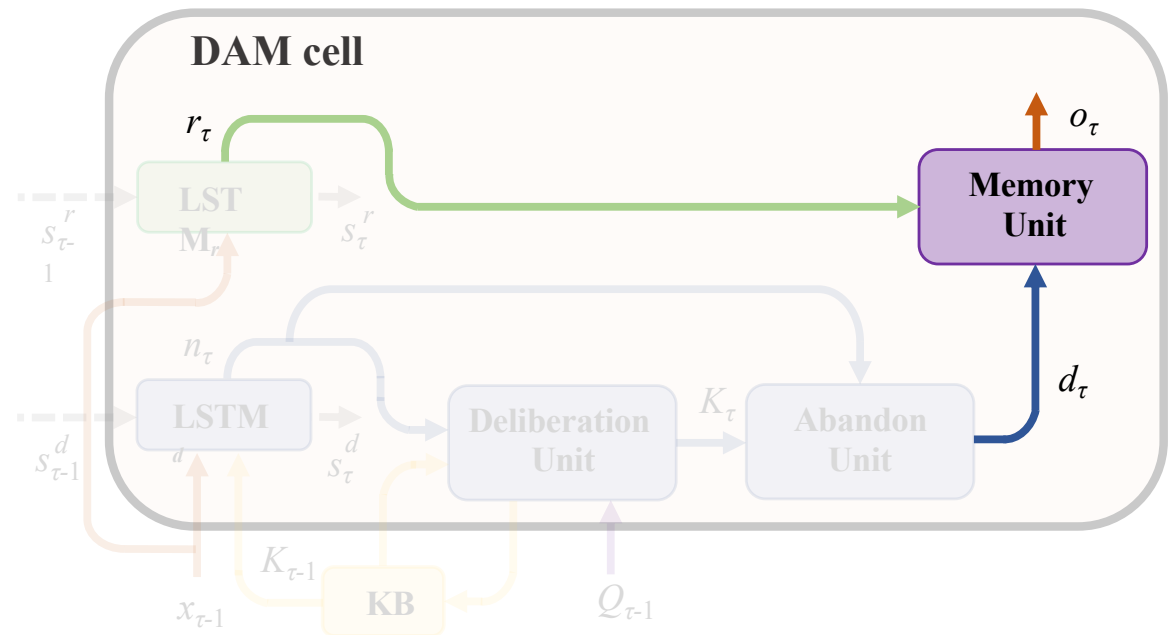 DAM cell
r_τ
o_τ
LST
M_r
Memory
Unit
s^r_τ-
1
s^r_τ
n_τ
d_τ
LSTM
d
Deliberation
Unit
K_τ
Abandon
Unit
s^d_τ-1
s^d_τ
K_τ-1
KB
Q_τ-1
x_τ-1